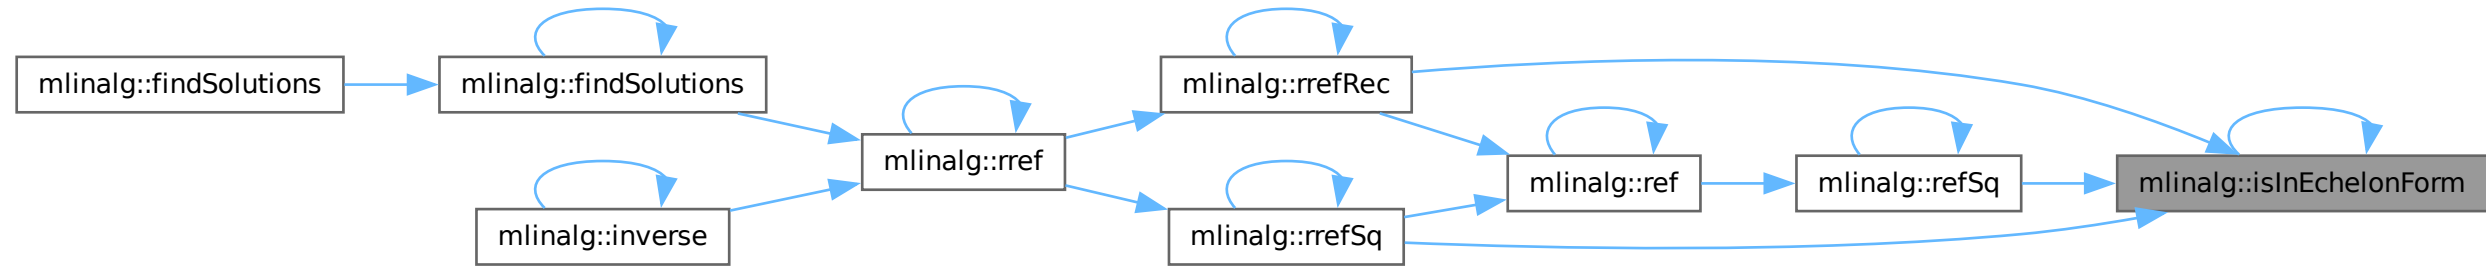 mlinalg::findSolutions
mlinalg::findSolutions
mlinalg::rref
mlinalg::inverse
mlinalg::rrefRec
mlinalg::rrefSq
mlinalg::ref
mlinalg::refSq
mlinalg::isInEchelonForm